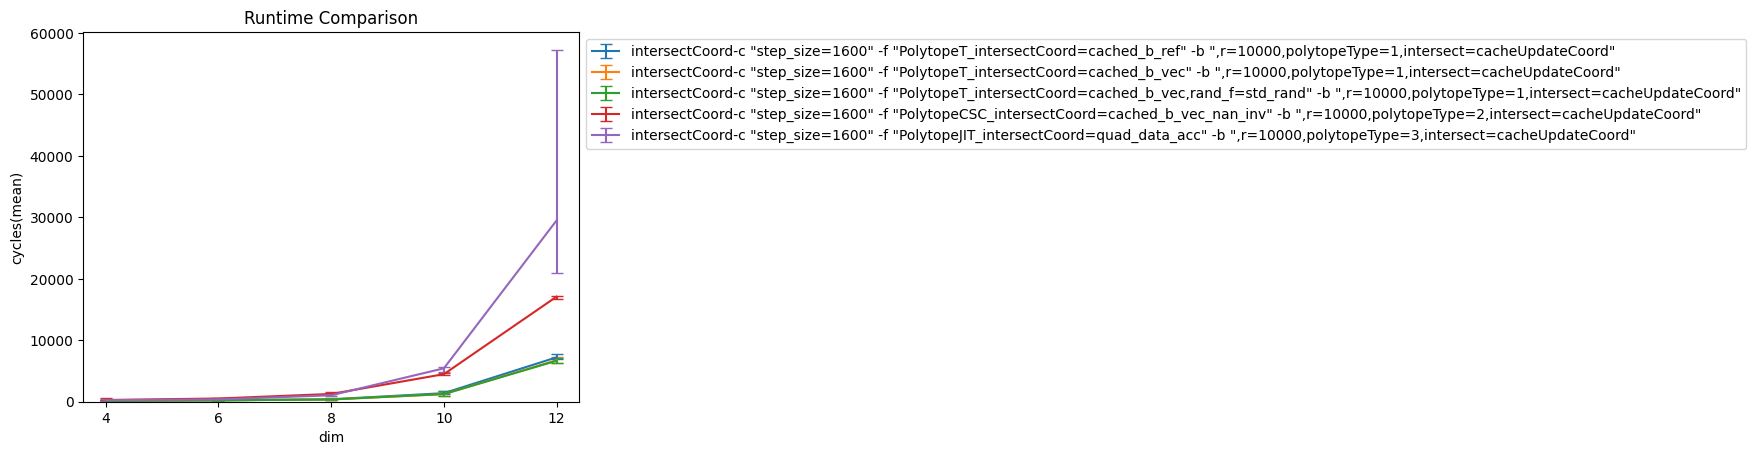 Runtime Comparison
60000
50000
40000
30000
20000
10000
0
cycles(mean)
4 6 8 10 12
dim
intersectCoord-c "step_size=1600" -f "PolytopeT_intersectCoord=cached_b_ref" -b ",r=10000,polytopeType=1,intersect=cacheUpdateCoord"
intersectCoord-c "step_size=1600" -f "PolytopeT_intersectCoord=cached_b_vec" -b ",r=10000,polytopeType=1,intersect=cacheUpdateCoord"
intersectCoord-c "step_size=1600" -f "PolytopeT_intersectCoord=cached_b_vec,rand_f=std_rand" -b ",r=10000,polytopeType=1,intersect=cacheUpdateCoord"
intersectCoord-c "step_size=1600" -f "PolytopeCSC_intersectCoord=cached_b_vec_nan_inv" -b ",r=10000,polytopeType=2,intersect=cacheUpdateCoord"
intersectCoord-c "step_size=1600" -f "PolytopeJIT_intersectCoord=quad_data_acc" -b ",r=10000,polytopeType=3,intersect=cacheUpdateCoord"